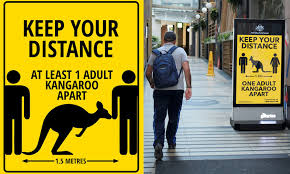 KEEP YOUR
DISTANCE
AT LEAST 1 ADULT
KANGAROO
APART
1.5 METRES
KEEP YOUR
DISTANCE
ONE ADULT
KANGAROO
APART